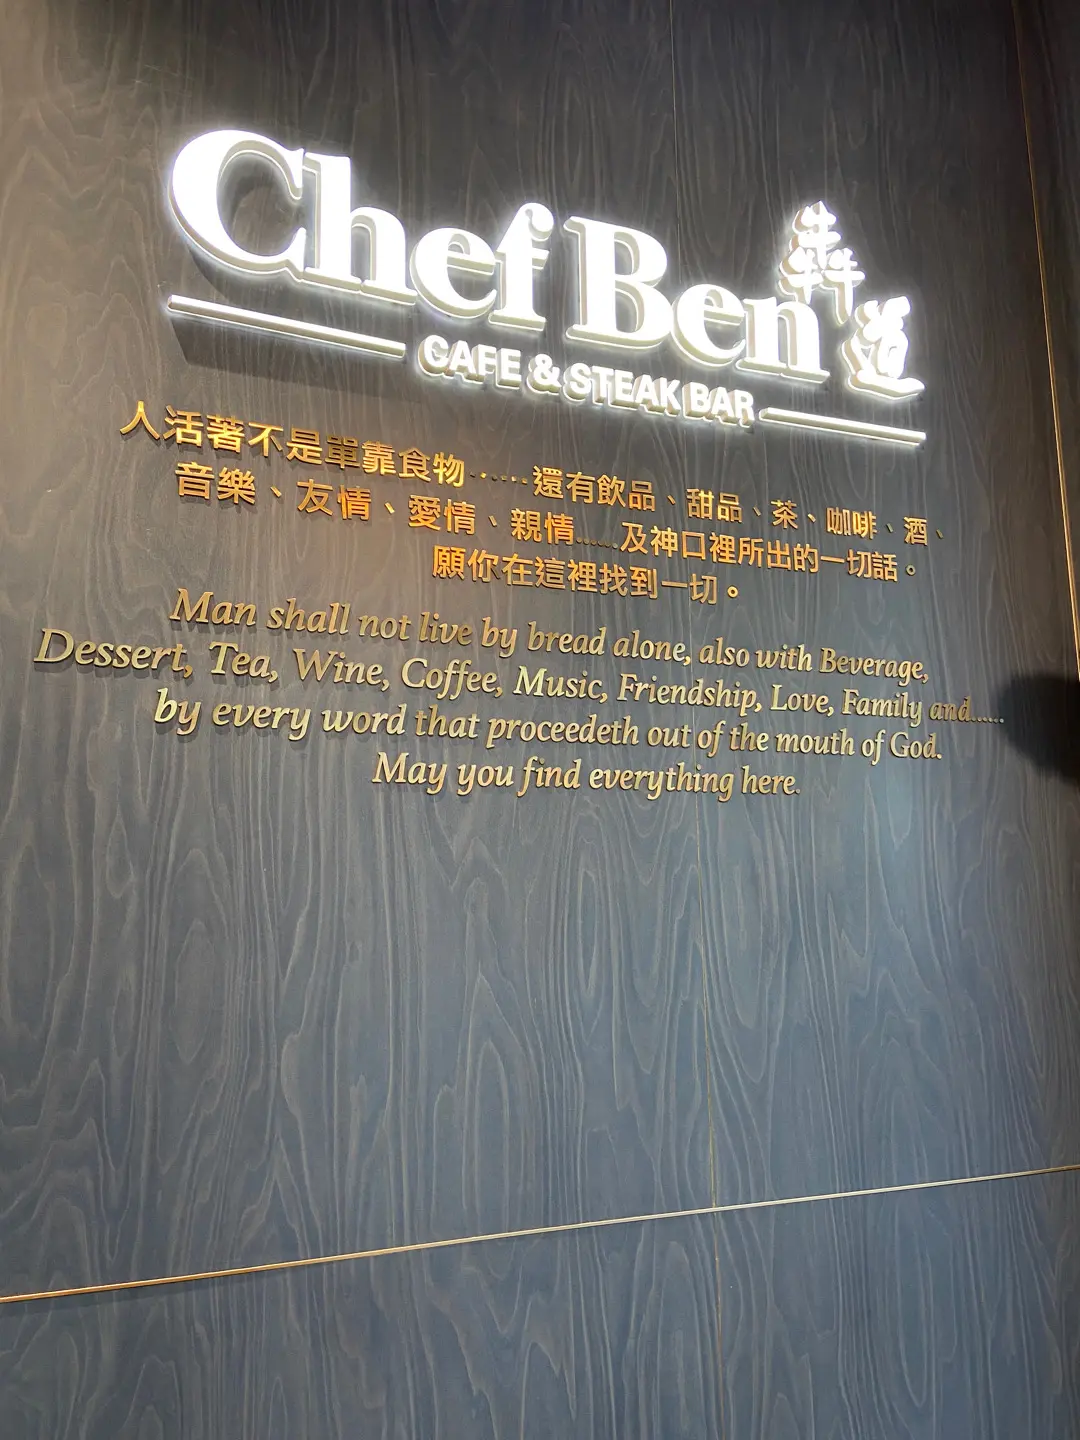 Chef Ben 犇道
CAFE & STEAK BAR
人活著不是單靠食物......還有飲品、甜品、茶、咖啡、酒、
音樂、友情、愛情、親情......及神口裡所出的一切話。
願你在這裡找到一切。
Man shall not live by bread alone, also with Beverage,
Dessert, Tea, Wine, Coffee, Music, Friendship, Love, Family and......
by every word that proceedeth out of the mouth of God.
May you find everything here.